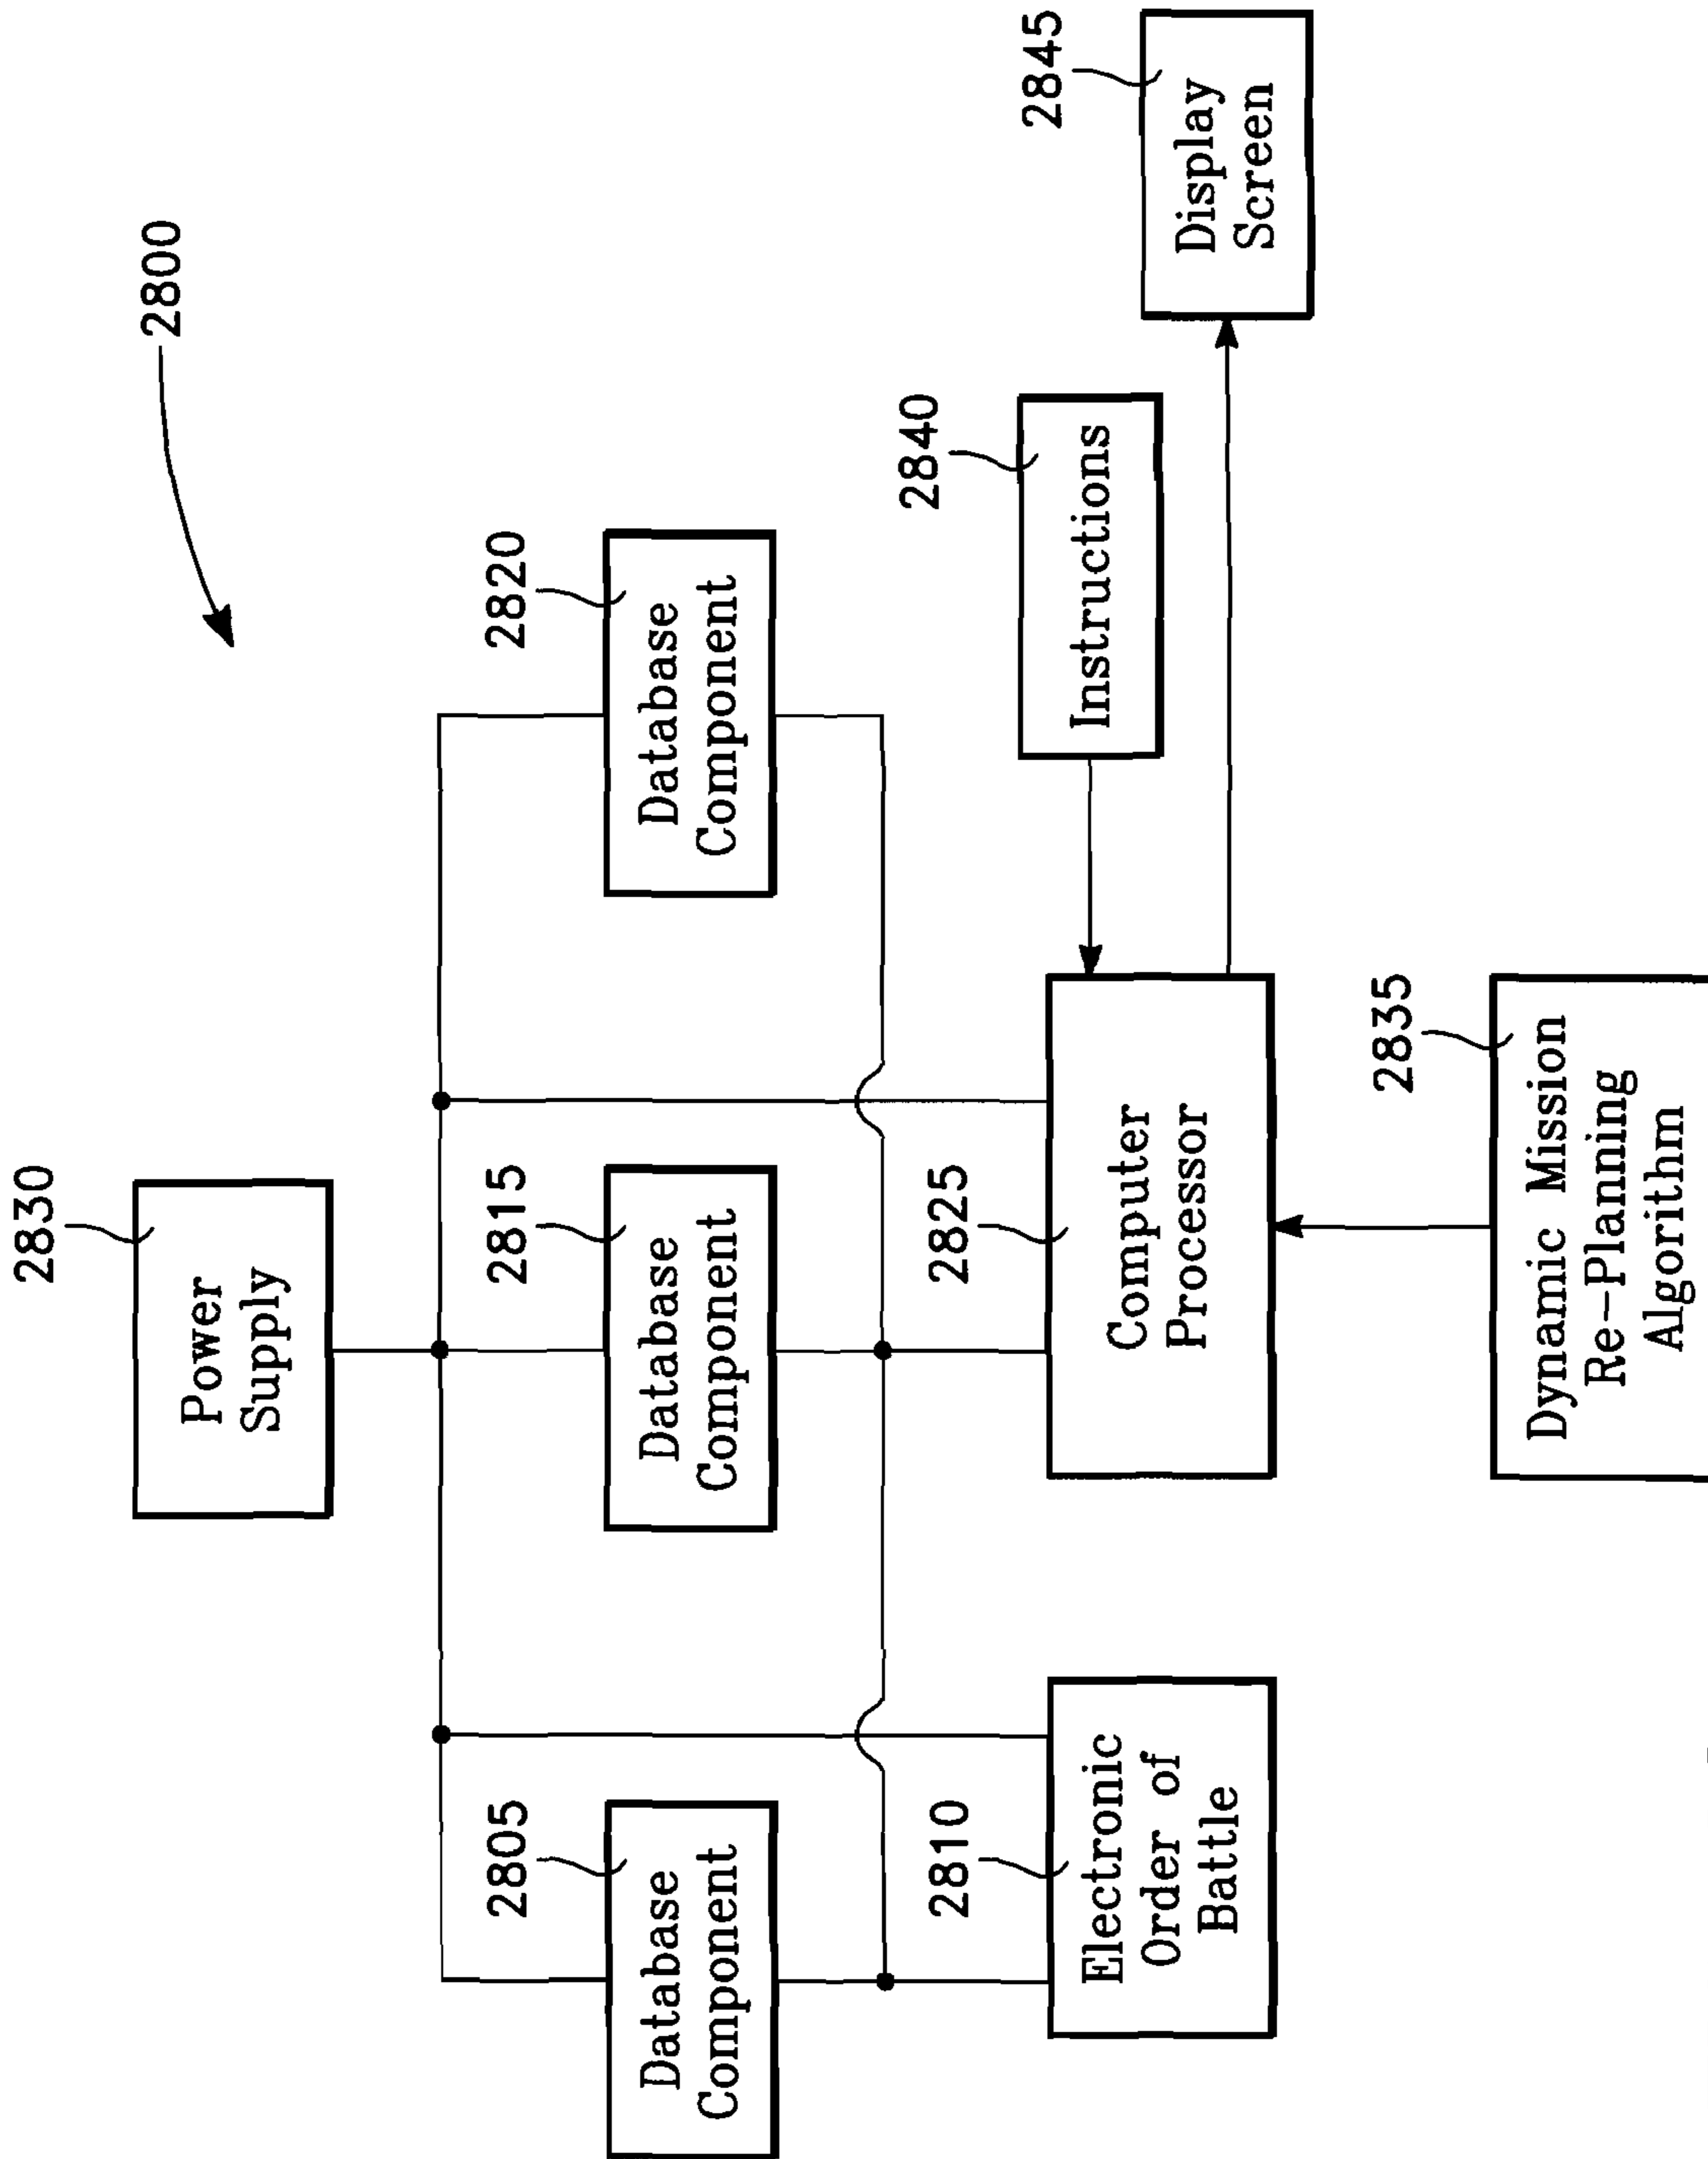 2830
2800
Power
Supply
2805
Database
Component
2815
Database
Component
2820
Database
Component
2810
Electronic
Order of
Battle
2825
Computer
Processor
2840
Instructions
2845
Display
Screen
2835
Dynamic Mission
Re-Planning
Algorithm